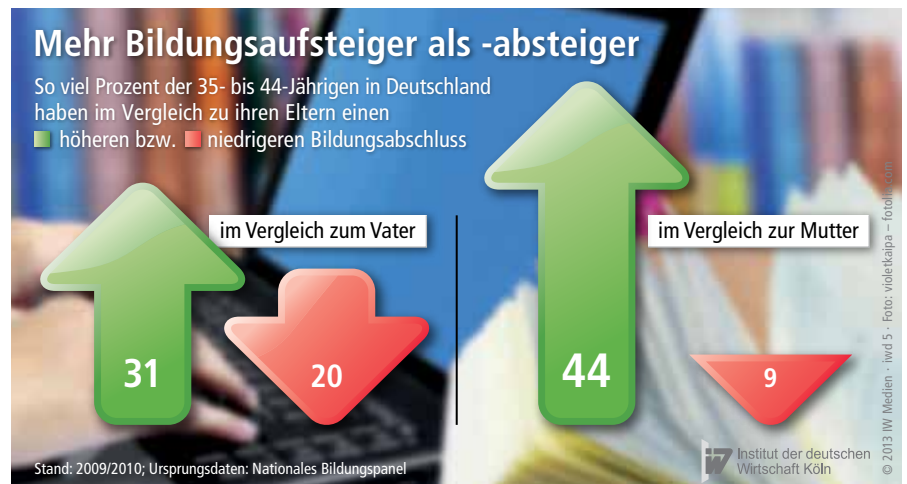 Mehr Bildungsaufsteiger als -absteiger
So viel Prozent der 35- bis 44-Jährigen in Deutschland
haben im Vergleich zu ihren Eltern einen
höheren bzw. niedrigeren Bildungsabschluss
im Vergleich zum Vater
31
20
im Vergleich zur Mutter
44
9
Stand: 2009/2010; Ursprungsdaten: Nationales Bildungspanel
iw Institut der deutschen
Wirtschaft Köln
© 2013 IW Medien · iwd 5 · Foto: violetkaipa – fotolia.com